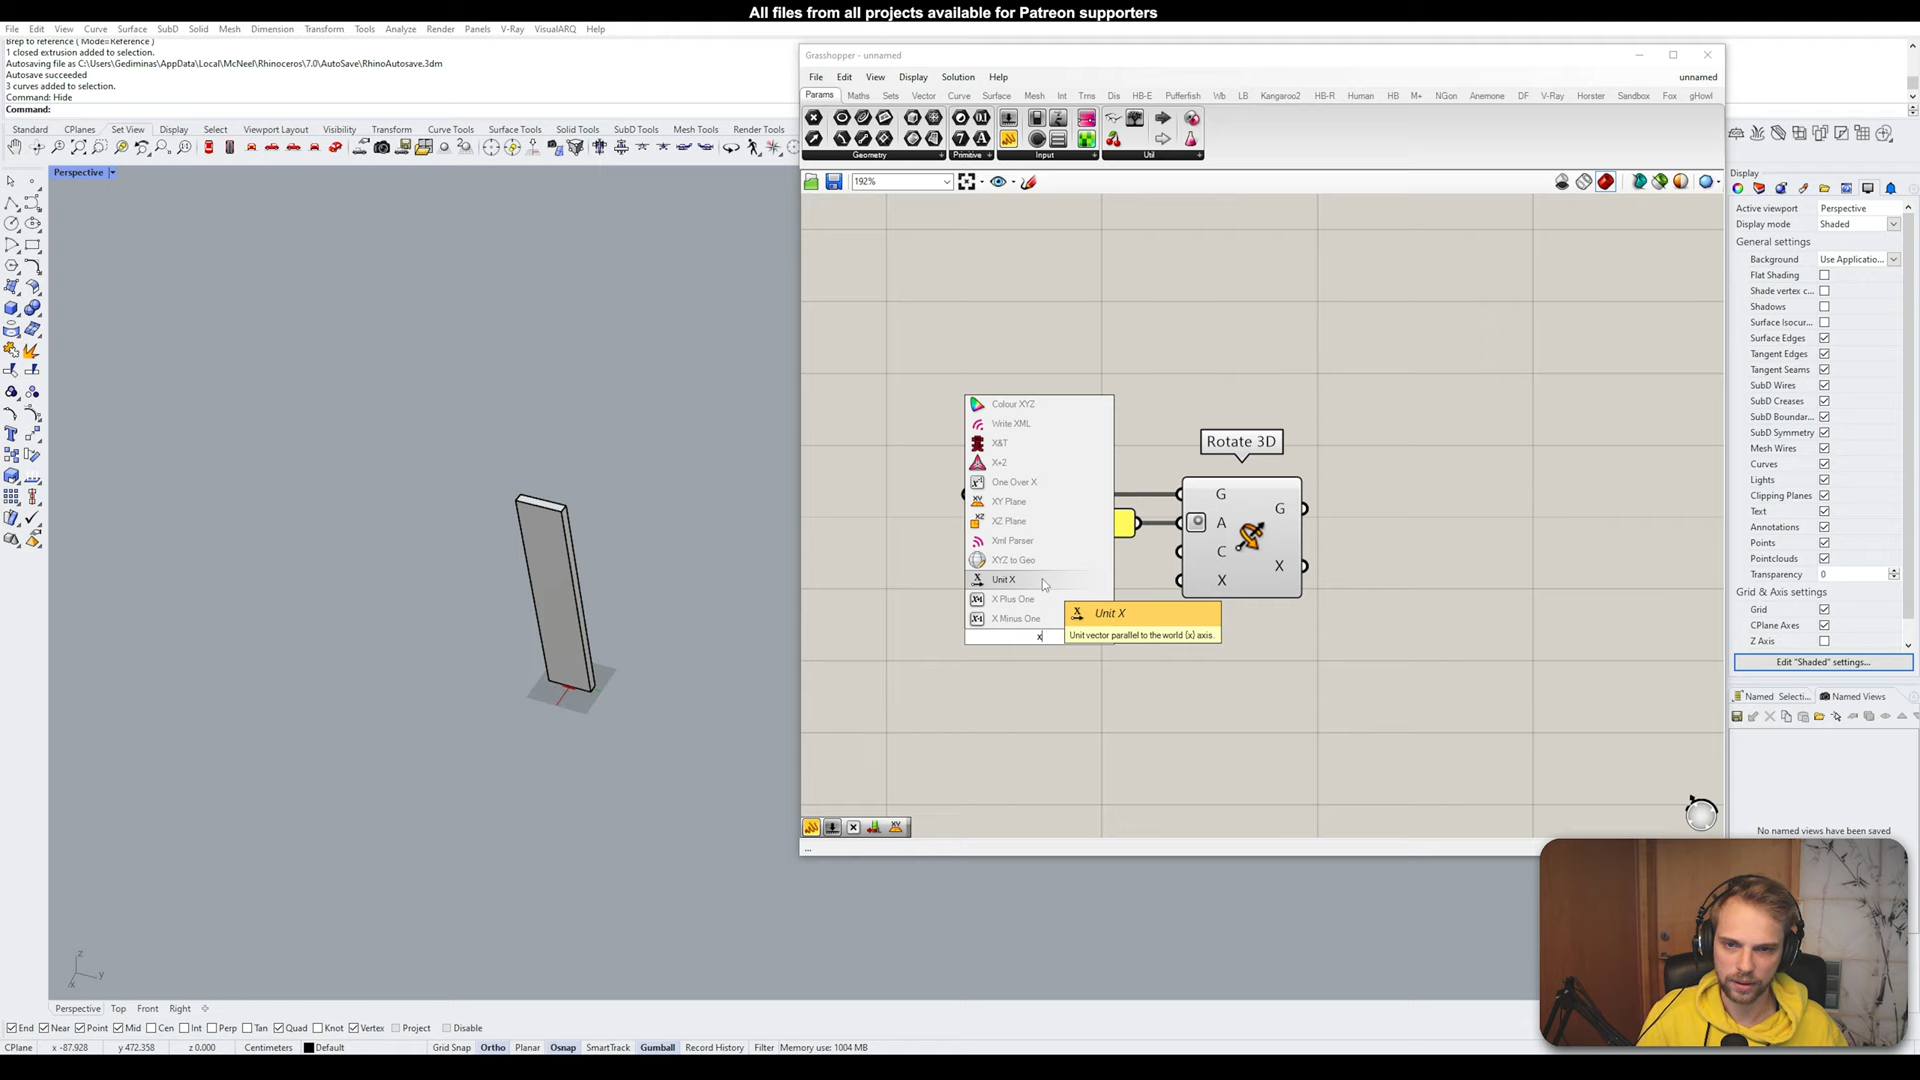 All files from all projects available for Patreon supporters
File Edit View Curve Surface SubD Solid Mesh Dimension Transform Tools Analyze Render Panels V-Ray VisualARQ Help
Brep to reference ( Mode=Reference )
1 closed extrusion added to selection.
Autosaving file as C:\Users\Gediminas\AppData\Local\McNeel\Rhinoceros\7.0\AutoSave\RhinoAutosave.3dm
Autosave succeeded
3 curves added to selection.
Command: Hide
Command:
Standard CPlanes Set View Display Select Viewport Layout Visibility Transform Curve Tools Surface Tools Solid Tools SubD Tools Mesh Tools Render Tools
Perspective
Grasshopper - unnamed
File Edit View Display Solution Help unnamed
Params Maths Sets Vector Curve Surface Mesh Int Trns Dis HB-E Pufferfish Wb LB Kangaroo2 HB-R Human HB M+ NGon Anemone DF V-Ray Horster Sandbox Fox gHowl
Geometry Primitive Input Util
192%
Colour XYZ
Write XML
X&T
X+2
One Over X
XY Plane
XZ Plane
Xml Parser
XYZ to Geo
Unit X
X Plus One
X Minus One
x
Unit X
Unit vector parallel to the world {x} axis.
Rotate 3D
G
A
C
X
G
X
...
Display
Active viewport Perspective
Display mode Shaded
General settings
Background Use Applicatio...
Flat Shading
Shade vertex c...
Shadows
Surface Isocur...
Surface Edges
Tangent Edges
Tangent Seams
SubD Wires
SubD Creases
SubD Boundar...
SubD Symmetry
Mesh Wires
Curves
Lights
Clipping Planes
Text
Annotations
Points
Pointclouds
Transparency 0
Grid & Axis settings
Grid
CPlane Axes
Z Axis
Edit "Shaded" settings...
Named Selecti... Named Views
No named views have been saved
z
y
x
Perspective Top Front Right
End Near Point Mid Cen Int Perp Tan Quad Knot Vertex Project Disable
CPlane x -87.928 y 472.358 z 0.000 Centimeters Default Grid Snap Ortho Planar Osnap SmartTrack Gumball Record History Filter Memory use: 1004 MB